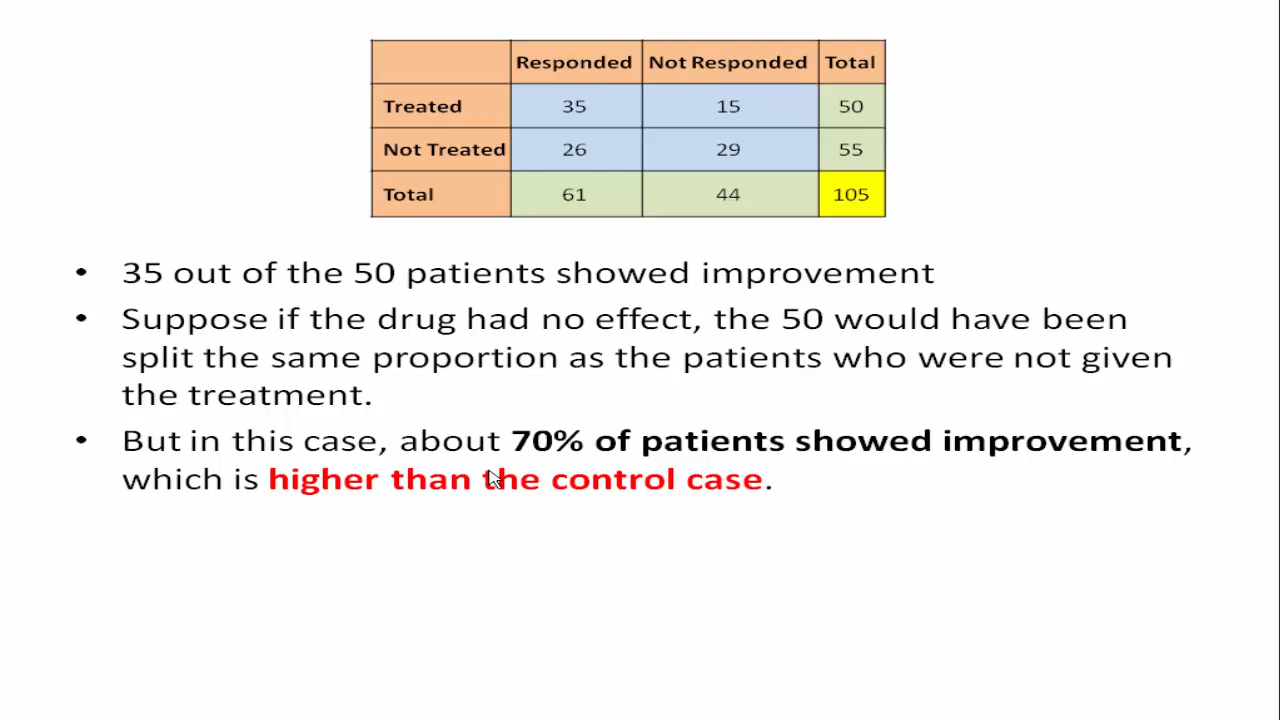 Responded Not Responded Total
Treated 35 15 50
Not Treated 26 29 55
Total 61 44 105
• 35 out of the 50 patients showed improvement
• Suppose if the drug had no effect, the 50 would have been
split the same proportion as the patients who were not given
the treatment.
• But in this case, about 70% of patients showed improvement,
which is higher than the control case.